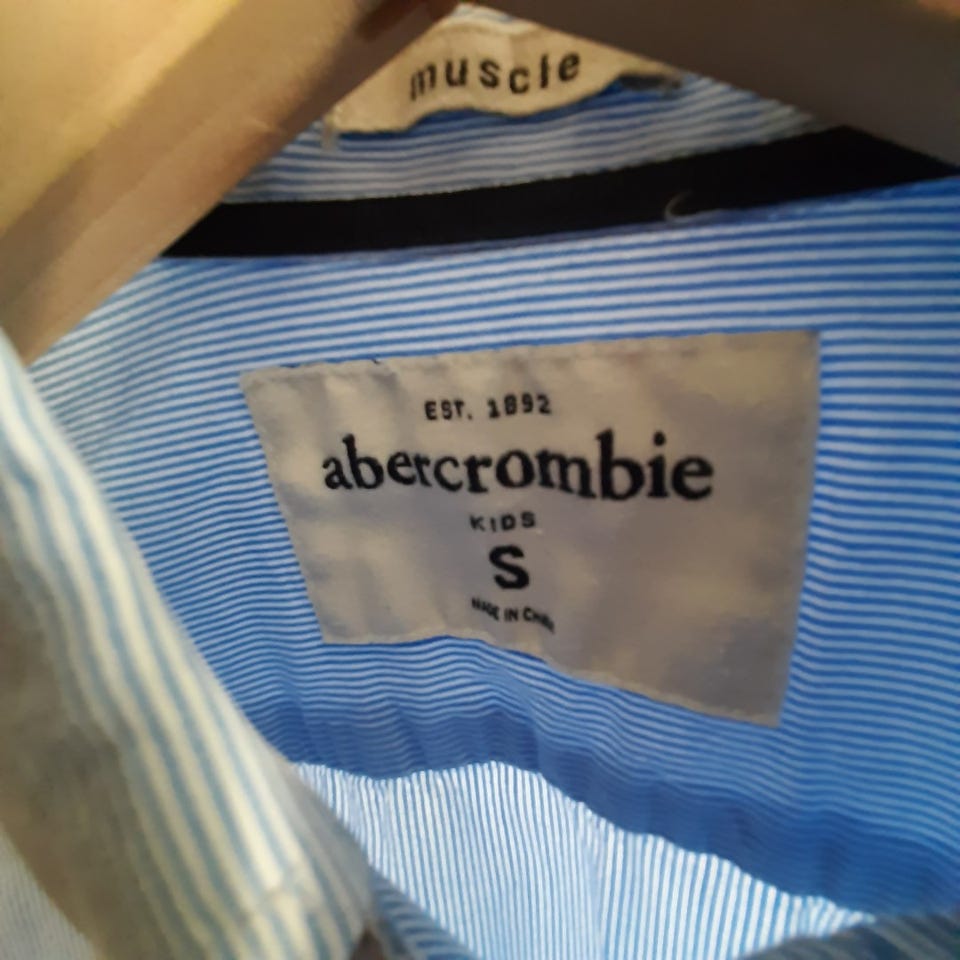 muscle
EST. 1892
abercrombie
KIDS
S
MADE IN CHINA